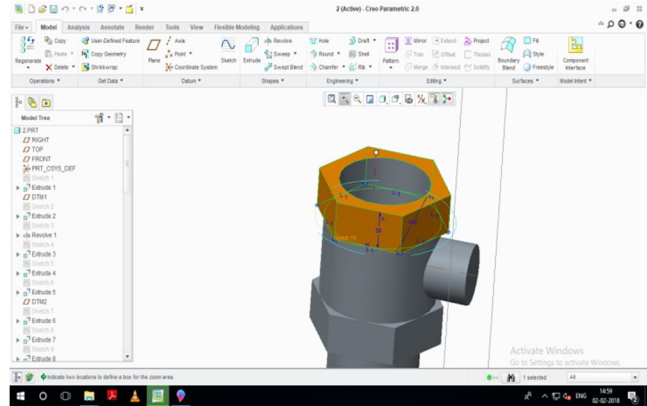 2 (Active) - Creo Parametric 2.0
File Model Analysis Annotate Render Tools View Flexible Modeling Applications
Copy User-Defined Feature Axis Revolve Hole Draft Mirror Extend Project Fill
Regenerate Paste Copy Geometry Plane Point Sketch Extrude Sweep Round Shell Pattern Trim Offset Thicken Boundary Blend Style Component Interface
Delete Shrinkwrap Coordinate System Swept Blend Chamfer Rib Merge Intersect Solidify Freestyle
Operations Get Data Datum Shapes Engineering Editing Surfaces Model Intent
Model Tree
2.PRT
RIGHT
TOP
FRONT
PRT_CSYS_DEF
Sketch 1
Extrude 1
DTM1
Sketch 2
Extrude 2
Sketch 3
Revolve 1
Sketch 4
Extrude 3
Sketch 5
Extrude 4
Sketch 6
Extrude 5
DTM2
Sketch 7
Extrude 6
Sketch 8
Extrude 7
Sketch 9
Extrude 8
Activate Windows
Go to Settings to activate Windows.
Indicate two locations to define a box for the zoom area.
1 selected All
ENG 14:59
02-02-2018